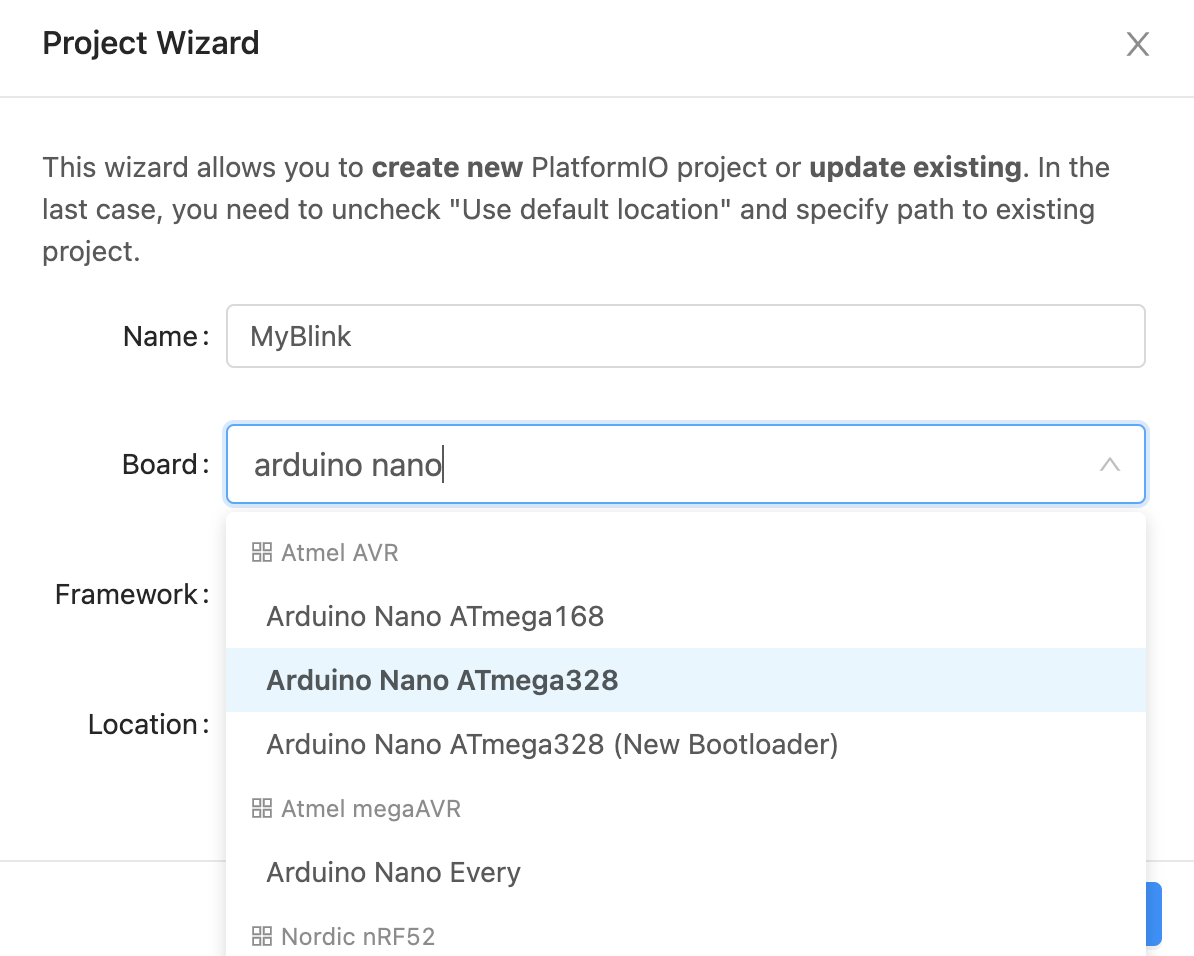 Project Wizard
This wizard allows you to create new PlatformIO project or update existing. In the
last case, you need to uncheck "Use default location" and specify path to existing
project.
Name:
MyBlink
Board:
arduino nano
Atmel AVR
Framework:
Arduino Nano ATmega168
Arduino Nano ATmega328
Location:
Arduino Nano ATmega328 (New Bootloader)
Atmel megaAVR
Arduino Nano Every
Nordic nRF52